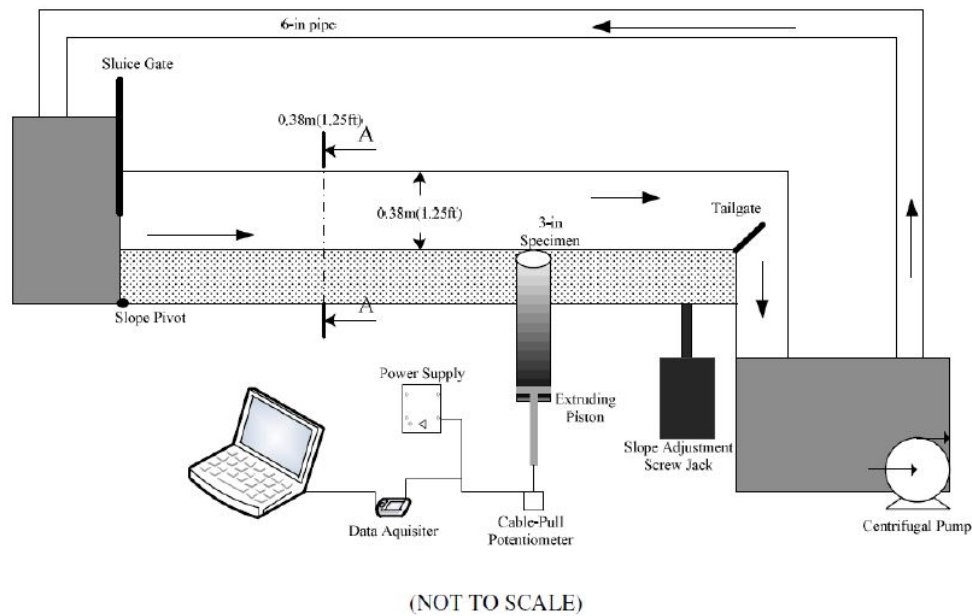 6-in pipe
Sluice Gate
0.38m(1.25ft)
A
0.38m(1.25ft)
3-in
Specimen
Tailgate
A
Slope Pivot
Power Supply
Extruding
Piston
Slope Adjustment
Screw Jack
Data Aquisiter
Cable-Pull
Potentiometer
Centrifugal Pump
(NOT TO SCALE)